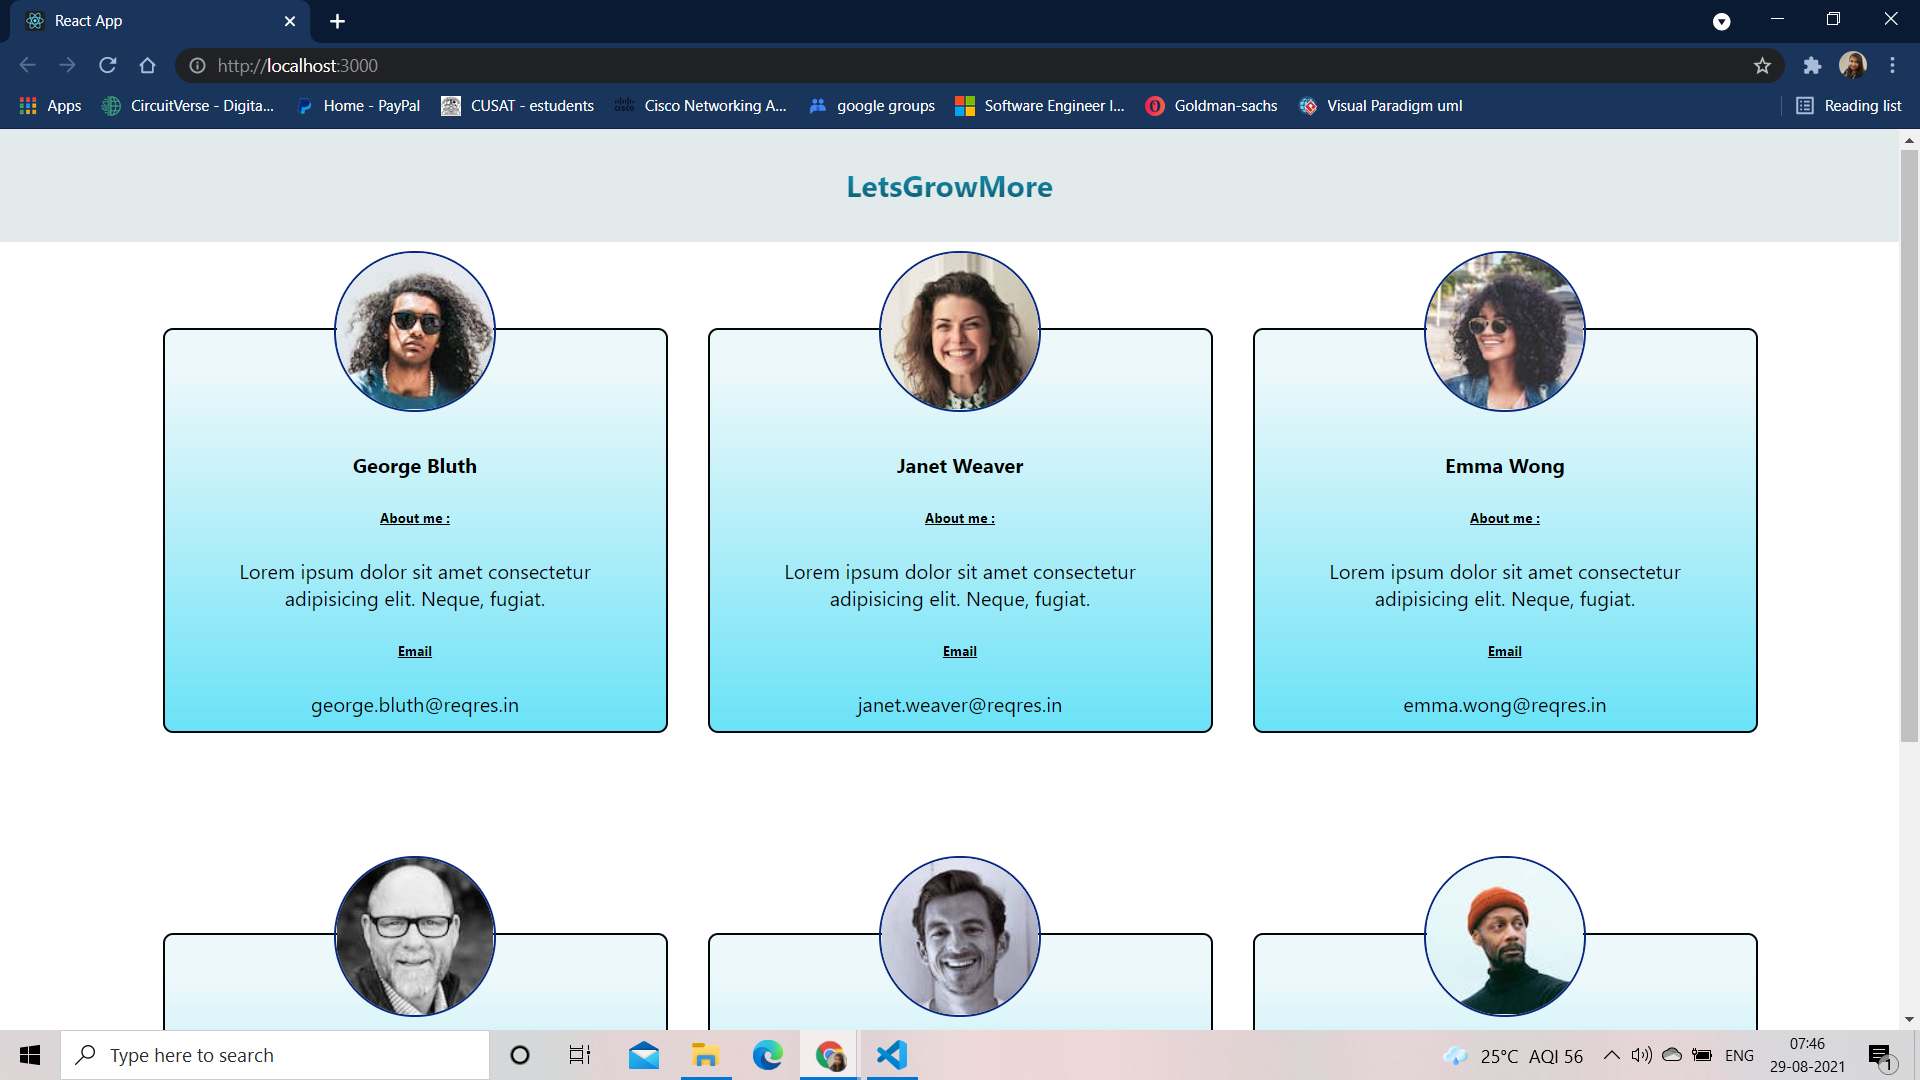 React App
http://localhost:3000
Apps
CircuitVerse - Digita...
Home - PayPal
CUSAT - estudents
Cisco Networking A...
google groups
Software Engineer I...
Goldman-sachs
Visual Paradigm uml
Reading list
LetsGrowMore
George Bluth
About me :
Lorem ipsum dolor sit amet consectetur
adipisicing elit. Neque, fugiat.
Email
george.bluth@reqres.in
Janet Weaver
About me :
Lorem ipsum dolor sit amet consectetur
adipisicing elit. Neque, fugiat.
Email
janet.weaver@reqres.in
Emma Wong
About me :
Lorem ipsum dolor sit amet consectetur
adipisicing elit. Neque, fugiat.
Email
emma.wong@reqres.in
Type here to search
25°C AQI 56
ENG
07:46
29-08-2021
1